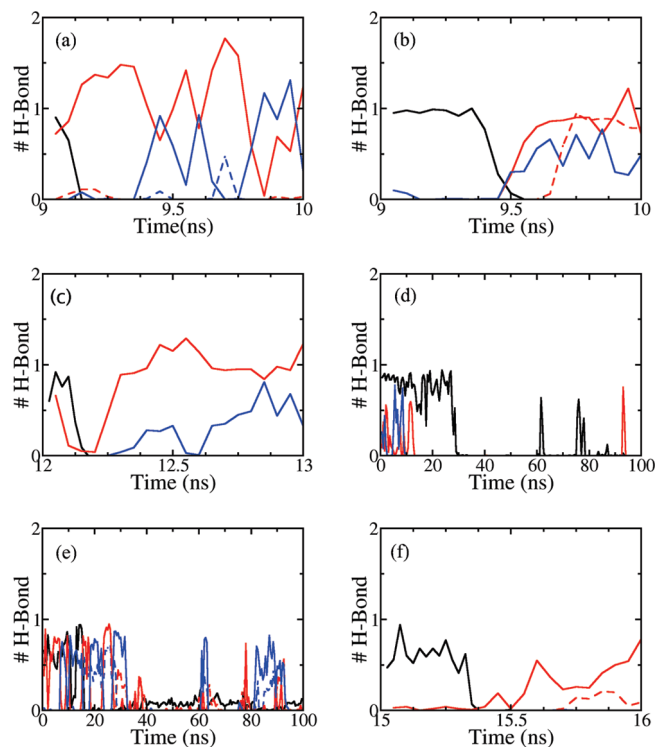 (a)
# H-Bond
2
1
0
9 9.5 10
Time(ns)
(b)
# H-Bond
2
1
0
9 9.5 10
Time (ns)
(c)
# H-Bond
2
1
0
12 12.5 13
Time (ns)
(d)
# H-Bond
2
1
0
0 20 40 60 80 100
Time (ns)
(e)
# H-Bond
2
1
0
0 20 40 60 80 100
Time (ns)
(f)
# H-Bond
2
1
0
15 15.5 16
Time (ns)